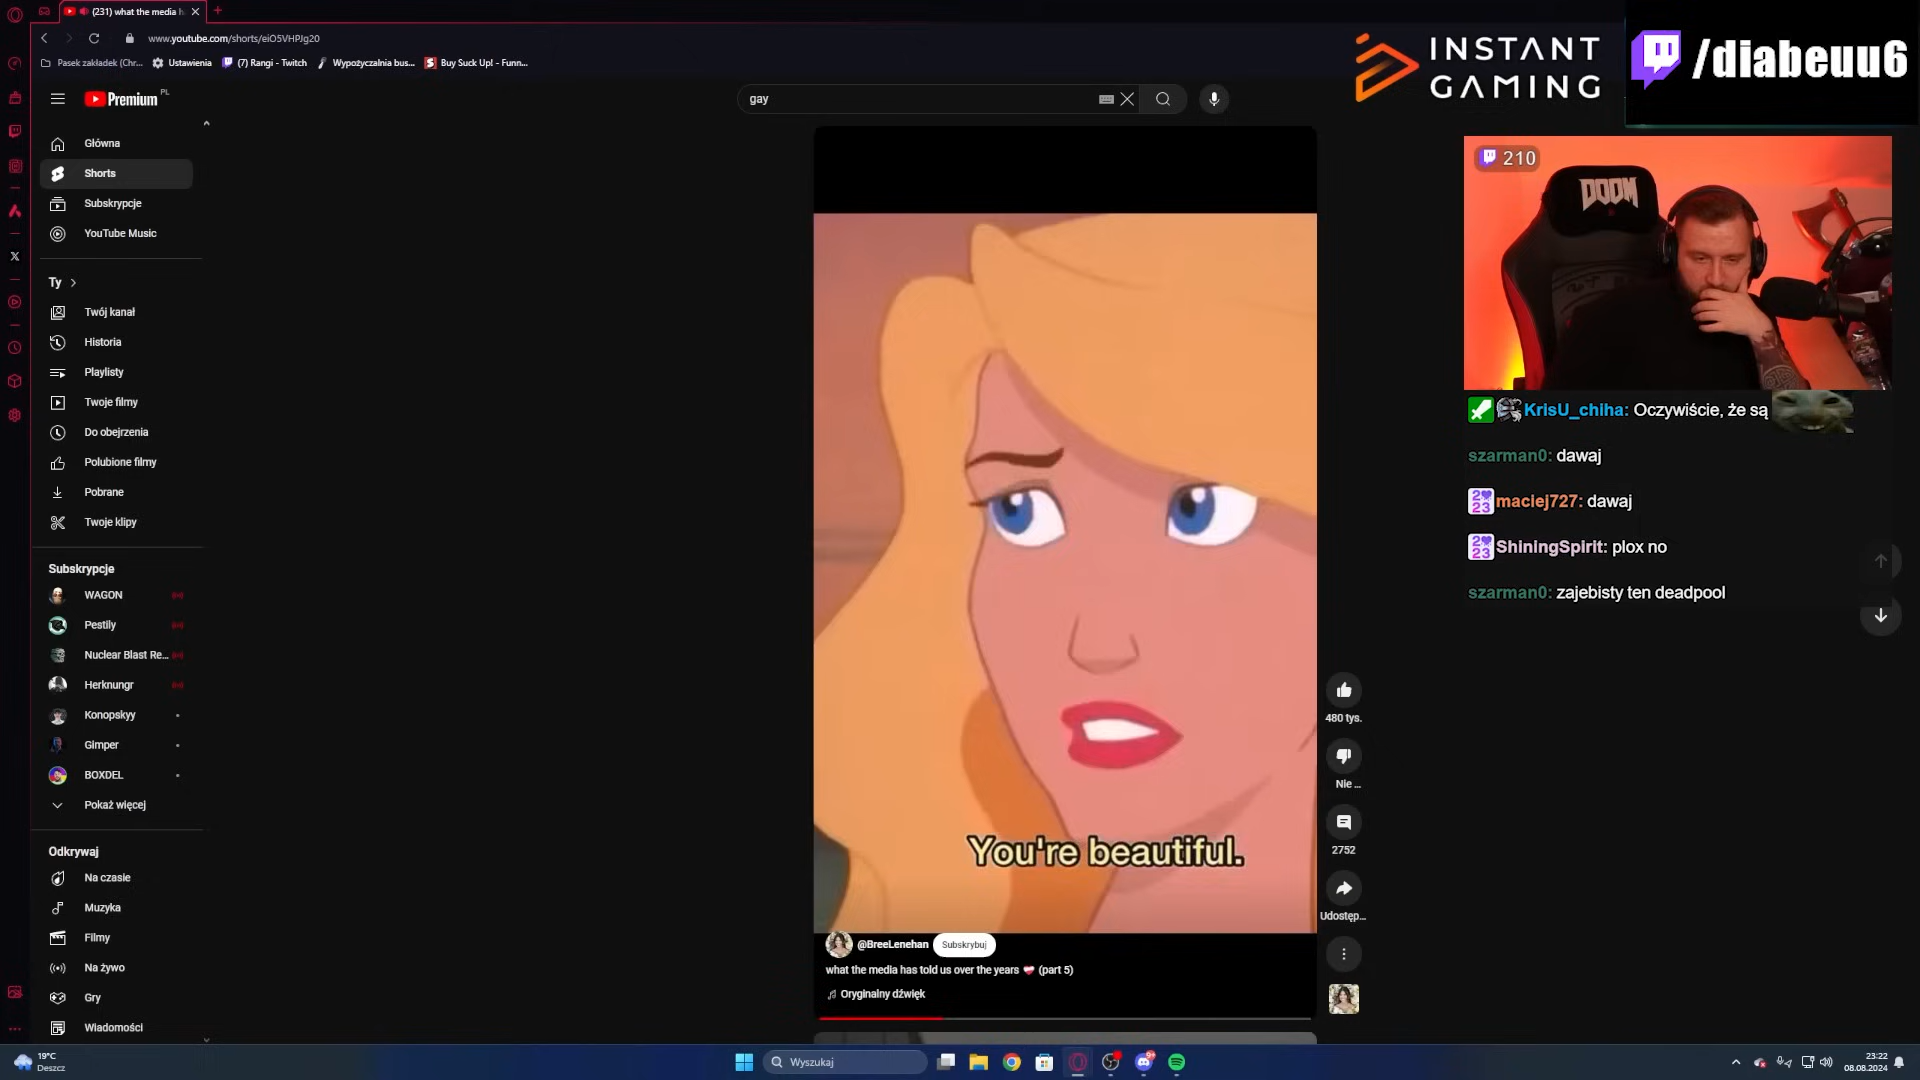 (231) what the media h
www.youtube.com/shorts/eiO5VHPJg20
Pasek zakładek (Chr...
Ustawienia
(7) Rangi - Twitch
Wypożyczalnia bus...
Buy Suck Up! - Funn...
INSTANT
GAMING
/diabeuu6
Premium PL
gay
Główna
Shorts
Subskrypcje
YouTube Music
Ty
Twój kanał
Historia
Playlisty
Twoje filmy
Do obejrzenia
Polubione filmy
Pobrane
Twoje klipy
Subskrypcje
WAGON
Pestily
Nuclear Blast Re...
Herknungr
Konopskyy
Gimper
BOXDEL
Pokaż więcej
Odkrywaj
Na czasie
Muzyka
Filmy
Na żywo
Gry
Wiadomości
You're beautiful.
@BreeLenehan
Subskrybuj
what the media has told us over the years ❤️‍🩹 (part 5)
Oryginalny dźwięk
480 tys.
Nie ...
2752
Udostęp...
210
DOOM
KrisU_chiha: Oczywiście, że są
szarman0: dawaj
maciej727: dawaj
ShiningSpirit: plox no
szarman0: zajebisty ten deadpool
19°C
Deszcz
Wyszukaj
23:22
08.08.2024